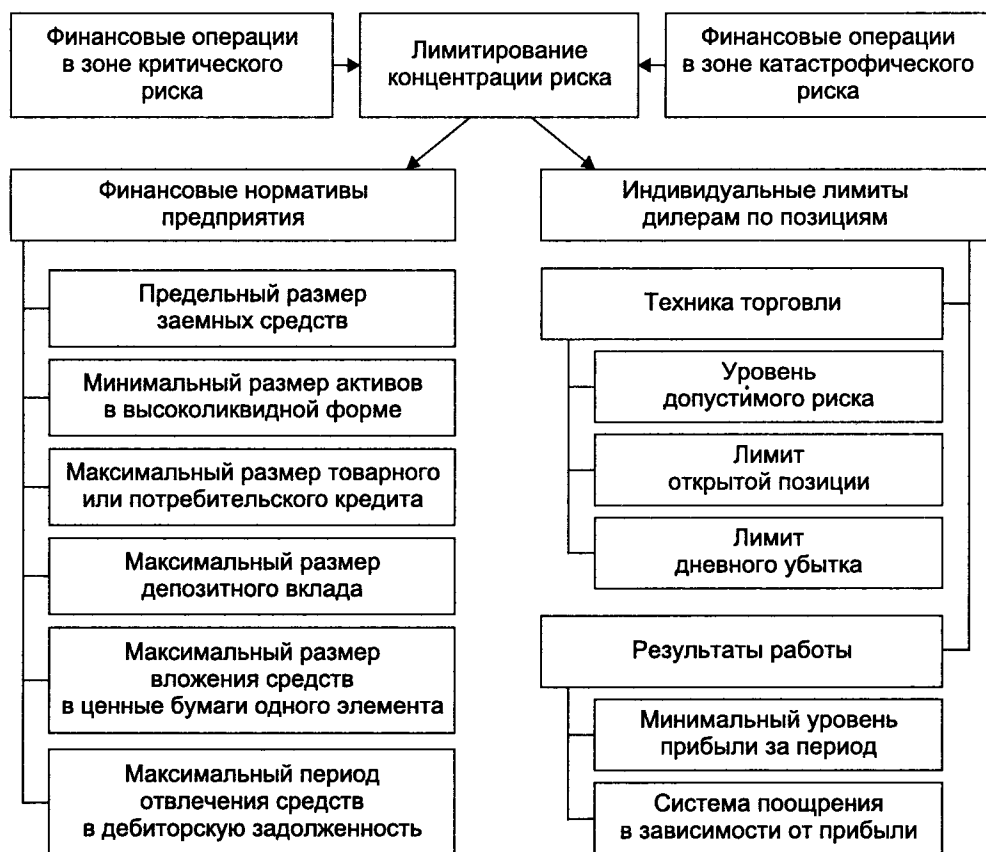 Финансовые операции
в зоне критического
риска
Лимитирование
концентрации риска
Финансовые операции
в зоне катастрофического
риска
Финансовые нормативы
предприятия
Предельный размер
заемных средств
Минимальный размер активов
в высоколиквидной форме
Максимальный размер товарного
или потребительского кредита
Максимальный размер
депозитного вклада
Максимальный размер
вложения средств
в ценные бумаги одного элемента
Максимальный период
отвлечения средств
в дебиторскую задолженность
Индивидуальные лимиты
дилерам по позициям
Техника торговли
Уровень
допустимого риска
Лимит
открытой позиции
Лимит
дневного убытка
Результаты работы
Минимальный уровень
прибыли за период
Система поощрения
в зависимости от прибыли